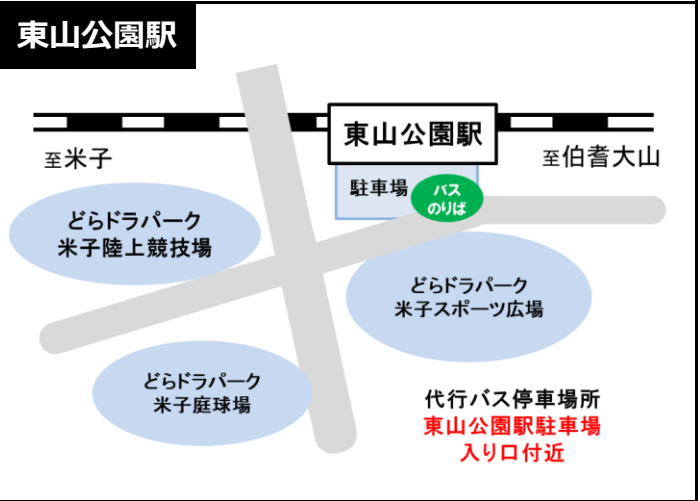 東山公園駅
東山公園駅
至米子
至伯耆大山
駐車場
バス
のりば
どらドラパーク
米子陸上競技場
どらドラパーク
米子スポーツ広場
どらドラパーク
米子庭球場
代行バス停車場所
東山公園駅駐車場
入り口付近